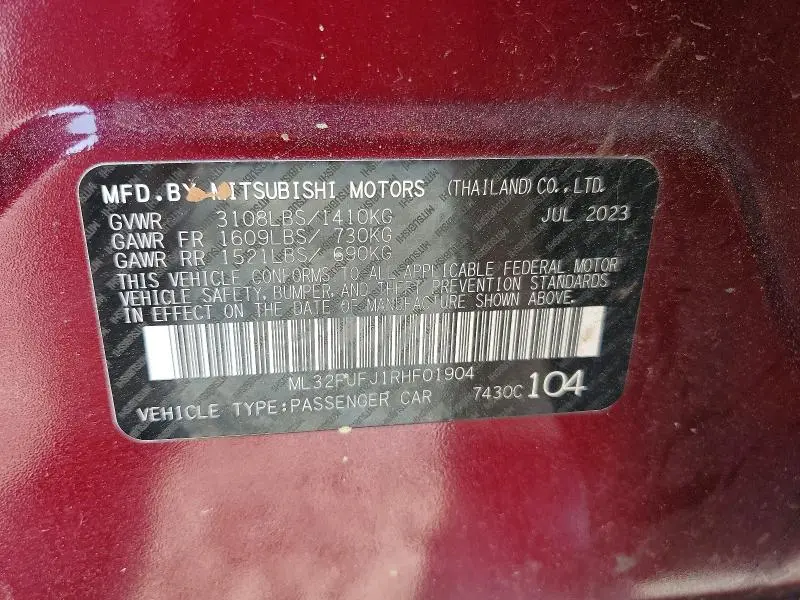 MFD.BY MITSUBISHI MOTORS (THAILAND) CO.,LTD.
GVWR 3108LBS/1410KG JUL 2023
GAWR FR 1609LBS/ 730KG
GAWR RR 1521LBS/ 690KG
THIS VEHICLE CONFORMS TO ALL APPLICABLE FEDERAL MOTOR
VEHICLE SAFETY, BUMPER, AND THEFT PREVENTION STANDARDS
IN EFFECT ON THE DATE OF MANUFACTURE SHOWN ABOVE.
ML32FUFJ1RHF01904
VEHICLE TYPE:PASSENGER CAR 7430C 104